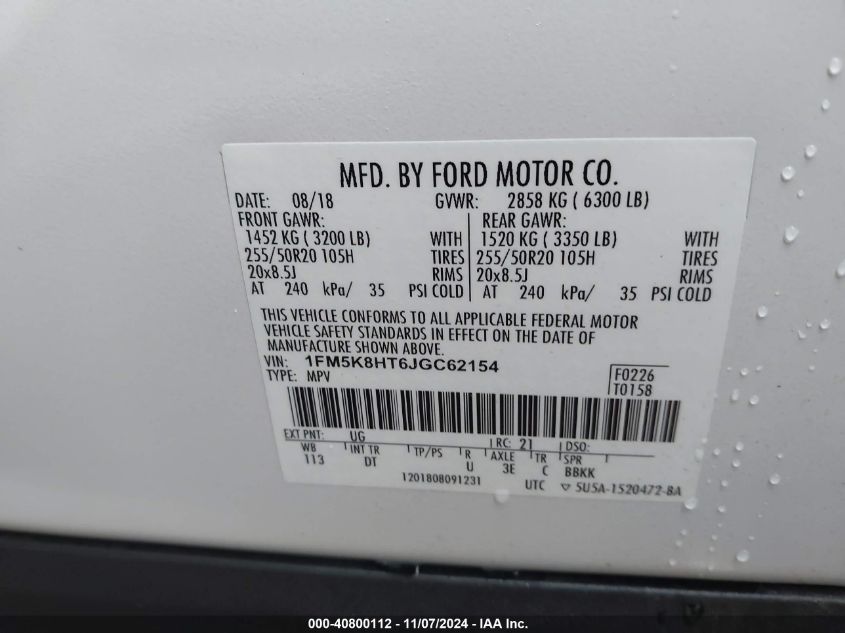 MFD. BY FORD MOTOR CO.
DATE: 08/18 GVWR: 2858 KG ( 6300 LB)
FRONT GAWR: REAR GAWR:
1452 KG ( 3200 LB) WITH 1520 KG ( 3350 LB) WITH
255/50R20 105H TIRES 255/50R20 105H TIRES
20x8.5J RIMS 20x8.5J RIMS
AT 240 kPa/ 35 PSI COLD AT 240 kPa/ 35 PSI COLD
THIS VEHICLE CONFORMS TO ALL APPLICABLE FEDERAL MOTOR
VEHICLE SAFETY STANDARDS IN EFFECT ON THE DATE OF
MANUFACTURE SHOWN ABOVE.
VIN: 1FM5K8HT6JGC62154 F0226
TYPE: MPV T0158
EXT PNT: UG RC: 21 DSO:
WB INT TR TP/PS R AXLE TR SPR
113 DT U 3E C BBKK
1201808091231 UTC ▽ 5U5A-1520472-BA
000-40800112 - 11/07/2024 - IAA Inc.